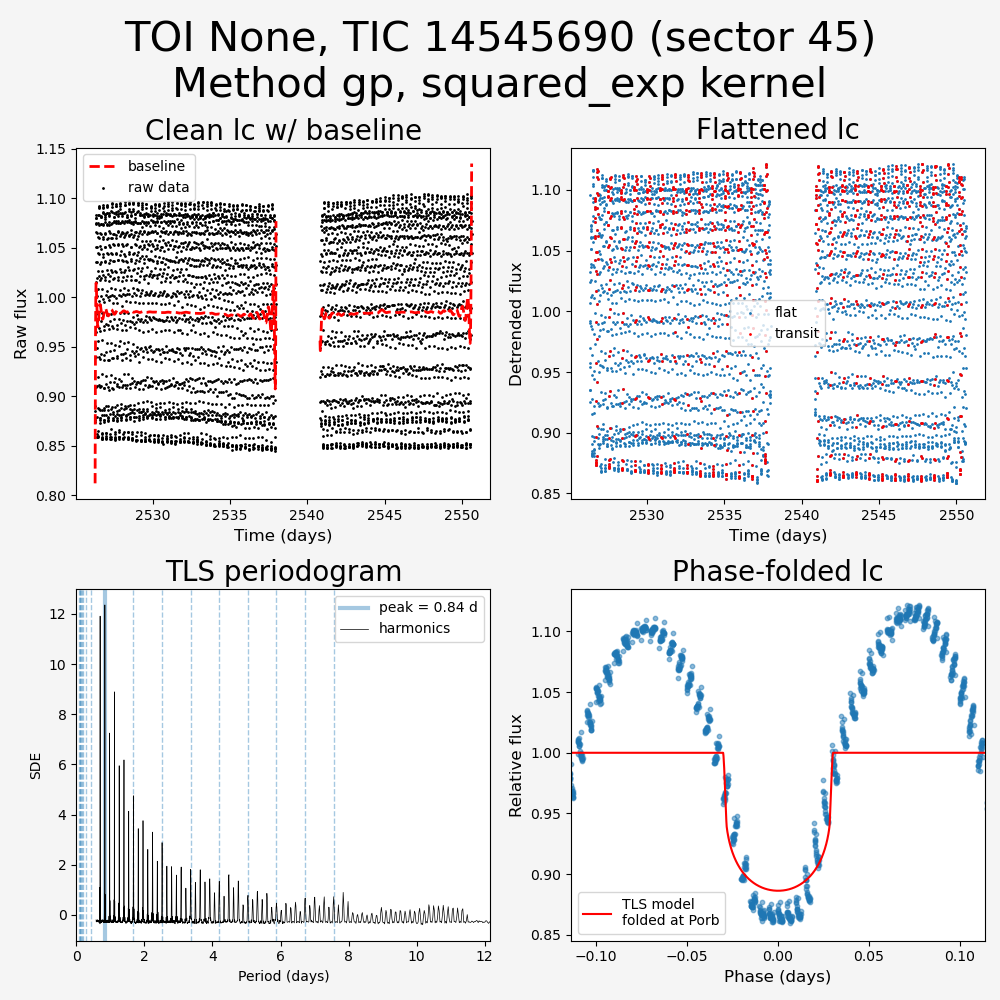 TOI None, TIC 14545690 (sector 45)
Method gp, squared_exp kernel
Clean lc w/ baseline
baseline
raw data
1.15
1.10
1.05
1.00
0.95
0.90
0.85
0.80
Raw flux
2530
2535
2540
2545
2550
Time (days)
Flattened lc
flat
transit
1.10
1.05
1.00
0.95
0.90
0.85
Detrended flux
2530
2535
2540
2545
2550
Time (days)
TLS periodogram
peak = 0.84 d
harmonics
12
10
8
6
4
2
0
SDE
0
2
4
6
8
10
12
Period (days)
Phase-folded lc
1.10
1.05
1.00
0.95
0.90
0.85
Relative flux
TLS model
folded at Porb
−0.10
−0.05
0.00
0.05
0.10
Phase (days)